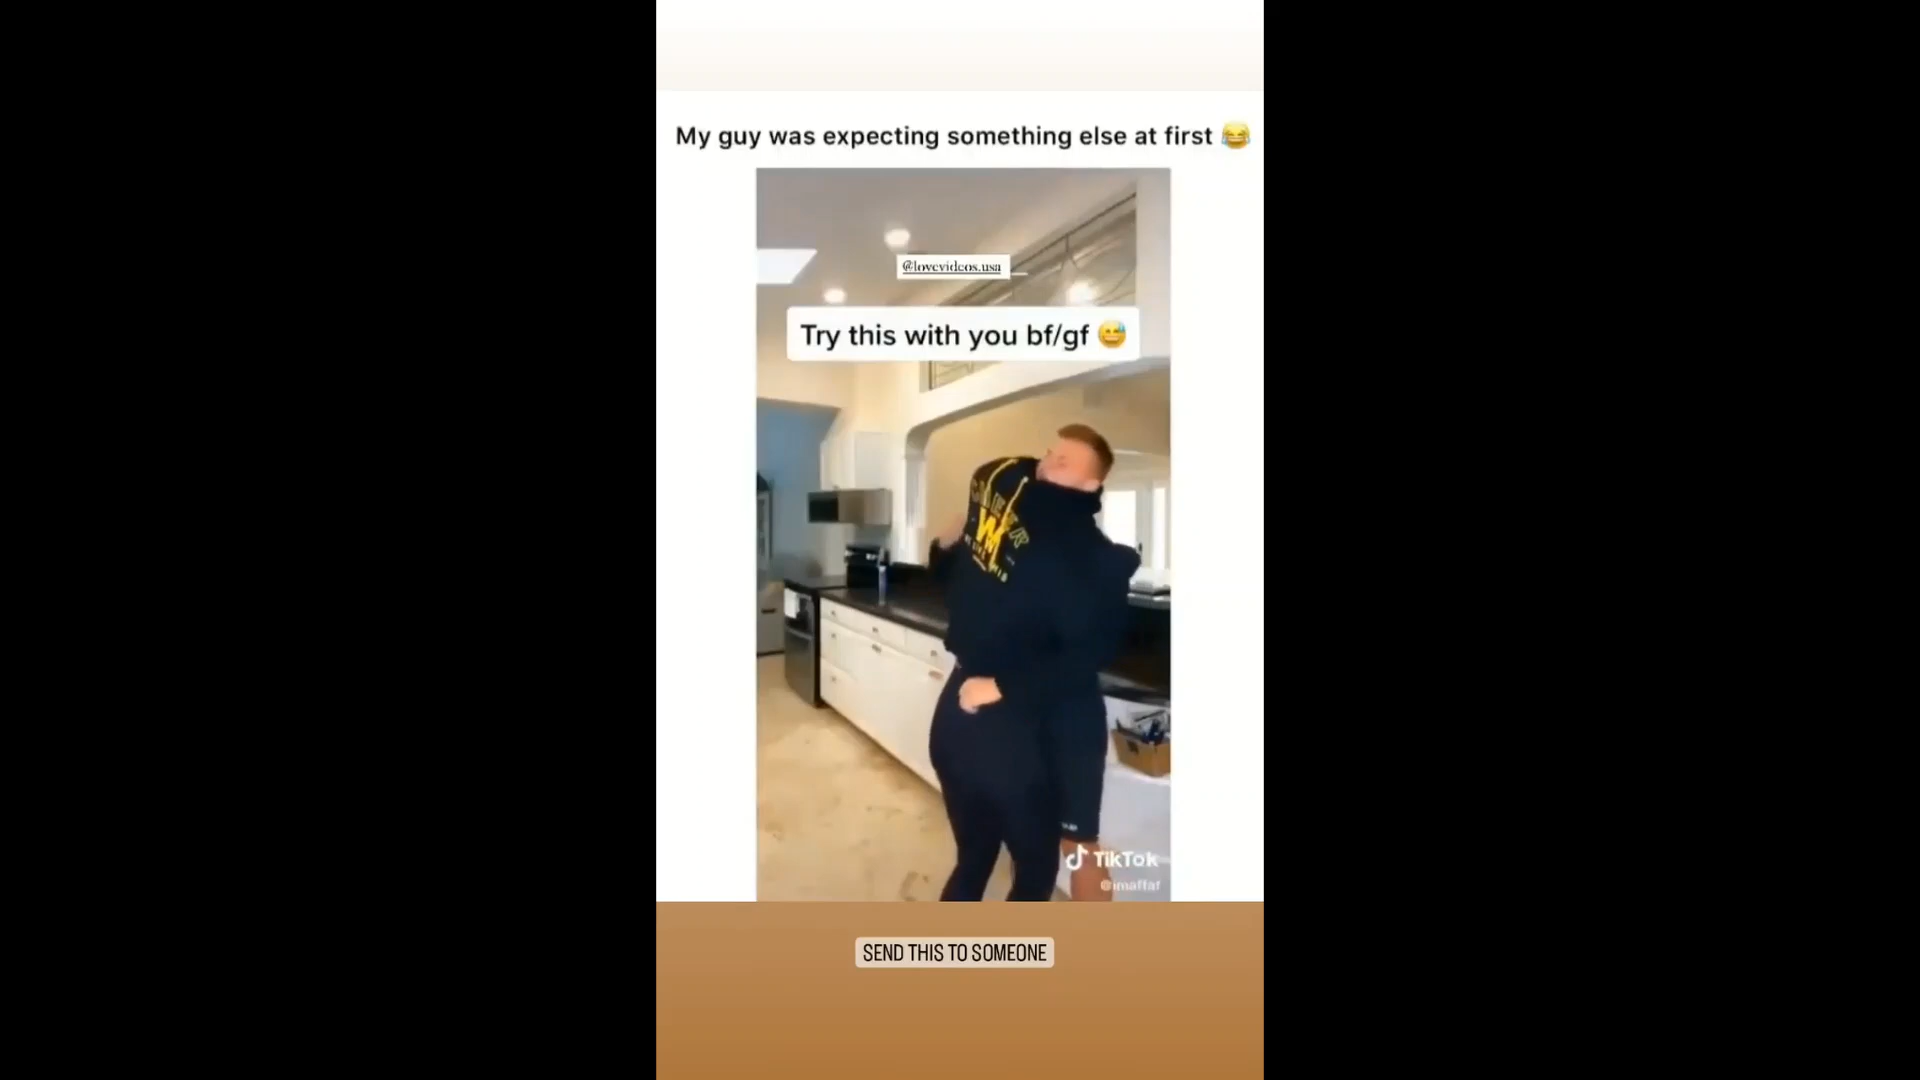 My guy was expecting something else at first 😂
@lovevideos.usa
Try this with you bf/gf 😅
TikTok
@imaffaf
SEND THIS TO SOMEONE